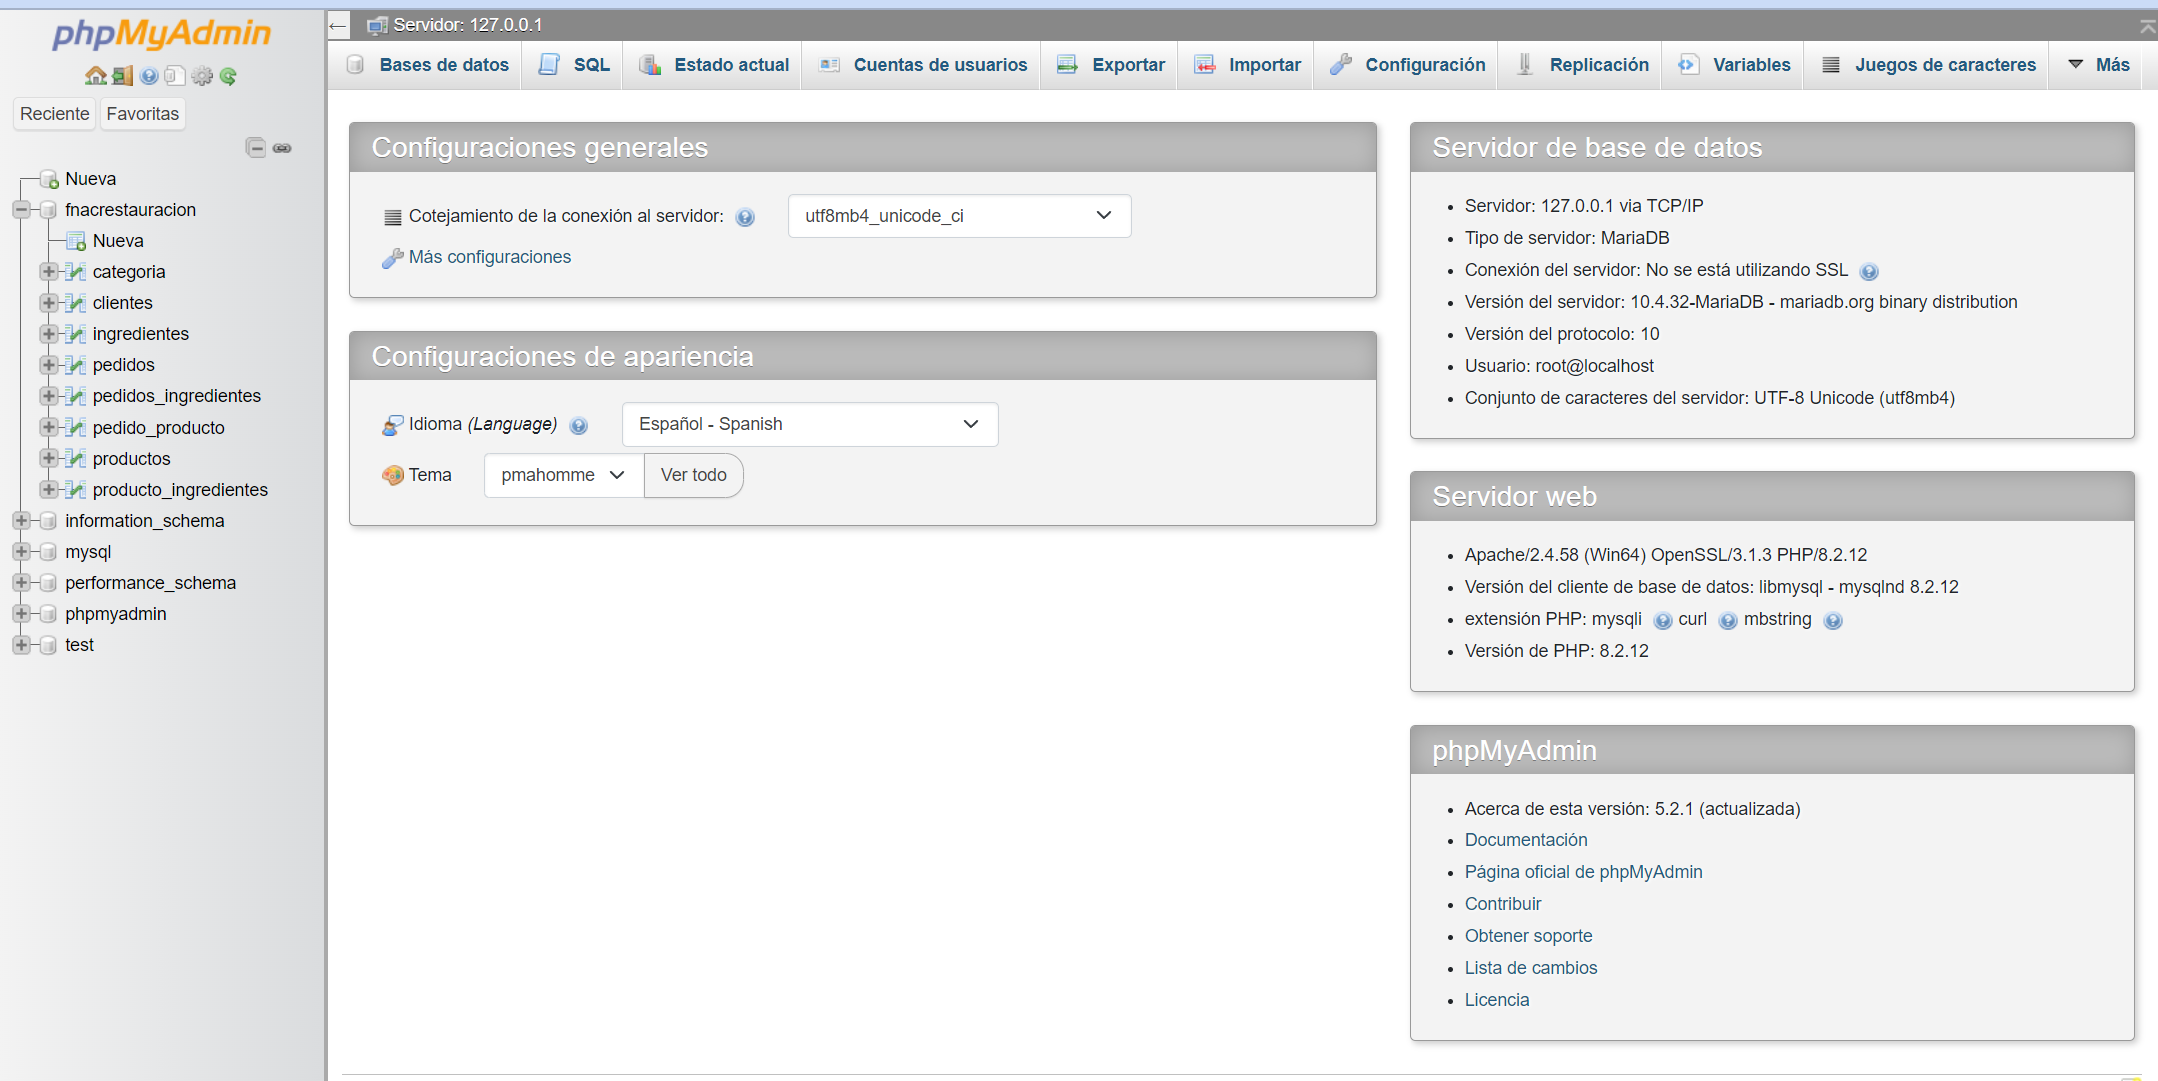 phpMyAdmin
Reciente
Favoritas
Nueva
fnacrestauracion
Nueva
categoria
clientes
ingredientes
pedidos
pedidos_ingredientes
pedido_producto
productos
producto_ingredientes
information_schema
mysql
performance_schema
phpmyadmin
test
Servidor: 127.0.0.1
Bases de datos
SQL
Estado actual
Cuentas de usuarios
Exportar
Importar
Configuración
Replicación
Variables
Juegos de caracteres
Más
Configuraciones generales
Cotejamiento de la conexión al servidor: utf8mb4_unicode_ci
Más configuraciones
Configuraciones de apariencia
Idioma (Language) Español - Spanish
Tema pmahomme Ver todo
Servidor de base de datos
Servidor: 127.0.0.1 via TCP/IP
Tipo de servidor: MariaDB
Conexión del servidor: No se está utilizando SSL
Versión del servidor: 10.4.32-MariaDB - mariadb.org binary distribution
Versión del protocolo: 10
Usuario: root@localhost
Conjunto de caracteres del servidor: UTF-8 Unicode (utf8mb4)
Servidor web
Apache/2.4.58 (Win64) OpenSSL/3.1.3 PHP/8.2.12
Versión del cliente de base de datos: libmysql - mysqlnd 8.2.12
extensión PHP: mysqli curl mbstring
Versión de PHP: 8.2.12
phpMyAdmin
Acerca de esta versión: 5.2.1 (actualizada)
Documentación
Página oficial de phpMyAdmin
Contribuir
Obtener soporte
Lista de cambios
Licencia